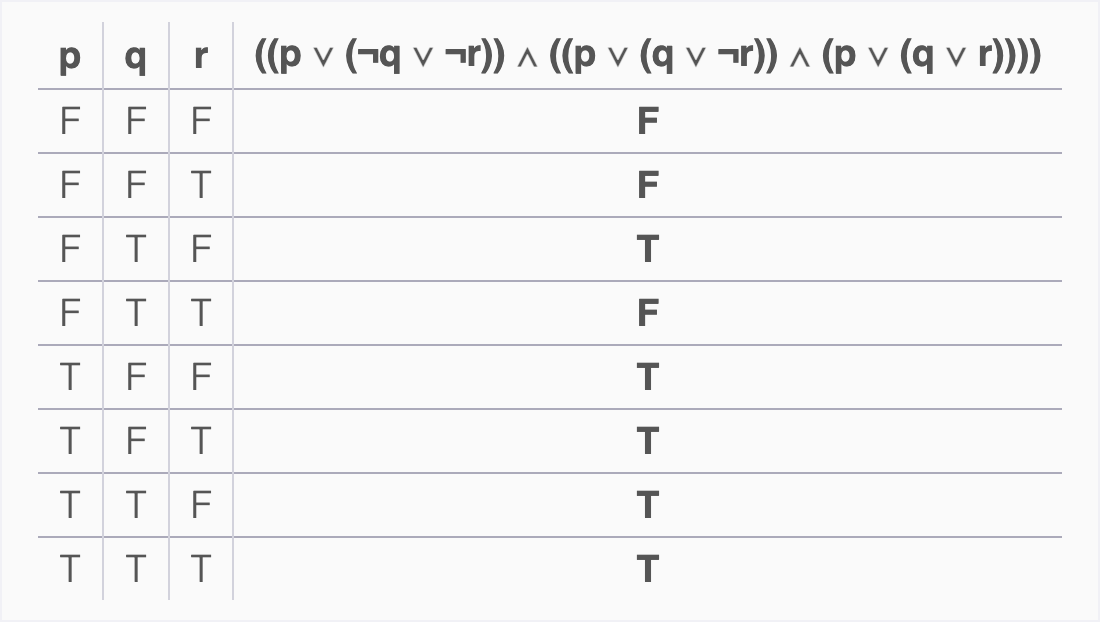 p q r ((p ∨ (¬q ∨ ¬r)) ∧ ((p ∨ (q ∨ ¬r)) ∧ (p ∨ (q ∨ r))))
F F F F
F F T F
F T F T
F T T F
T F F T
T F T T
T T F T
T T T T